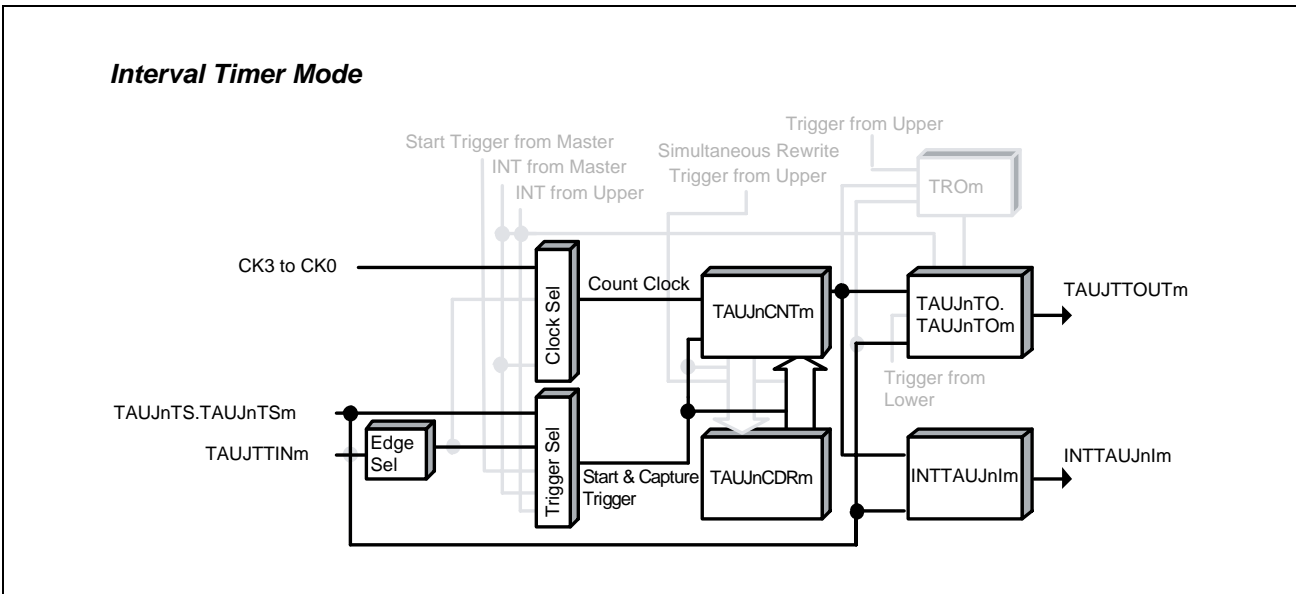 Interval Timer Mode
Trigger from Upper
Start Trigger from Master
Simultaneous Rewrite
Trigger from Upper
INT from Master
INT from Upper
TROm
CK3 to CK0
Clock Sel
Count Clock
TAUJnCNTm
TAUJnTO.
TAUJnTOm
TAUJTTOUTm
Trigger from
Lower
TAUJnTS.TAUJnTSm
TAUJTTINm
Edge
Sel
Trigger Sel
Start & Capture
Trigger
TAUJnCDRm
INTTAUJnIm
INTTAUJnIm